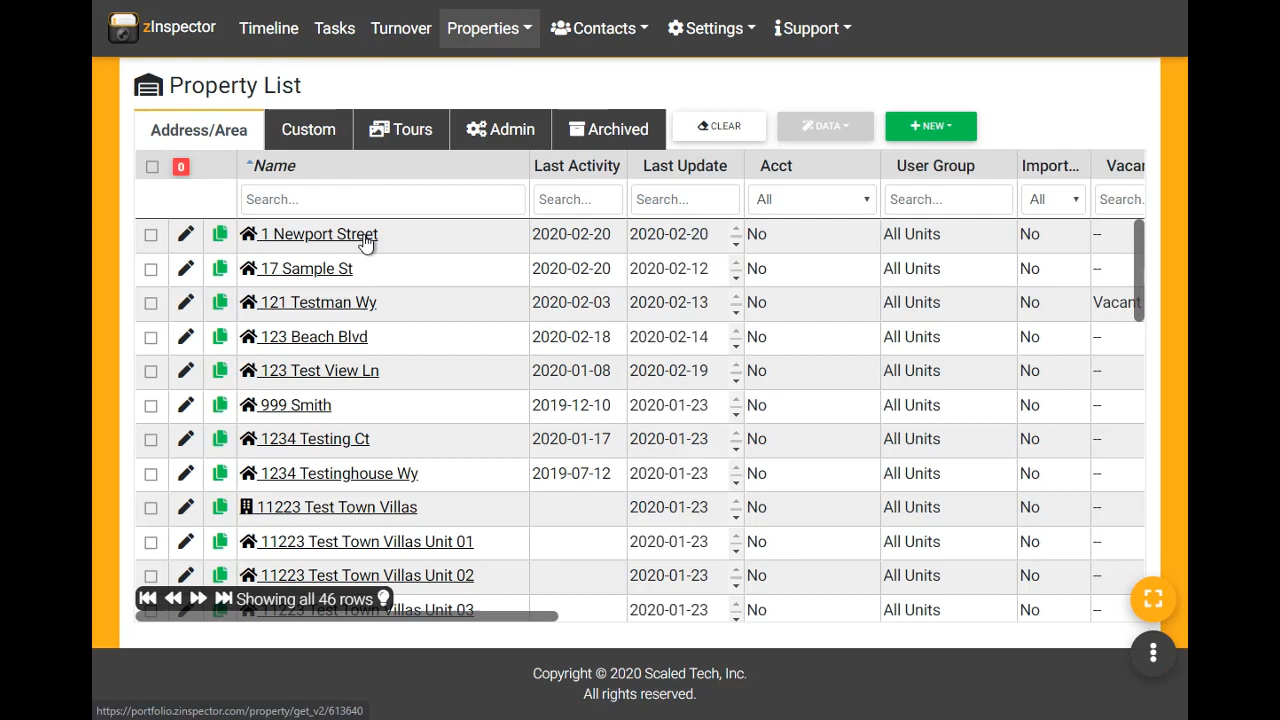 zInspector Timeline Tasks Turnover Properties Contacts Settings Support
Property List
Address/Area Custom Tours Admin Archived CLEAR DATA + NEW
0 Name Last Activity Last Update Acct User Group Import...
Search... Search... Search... All Search... All Search.
1 Newport Street 2020-02-20 2020-02-20 No All Units No --
17 Sample St 2020-02-20 2020-02-12 No All Units No --
121 Testman Wy 2020-02-03 2020-02-13 No All Units No Vacant
123 Beach Blvd 2020-02-18 2020-02-14 No All Units No --
123 Test View Ln 2020-01-08 2020-02-19 No All Units No --
999 Smith 2019-12-10 2020-01-23 No All Units No --
1234 Testing Ct 2020-01-17 2020-01-23 No All Units No --
1234 Testinghouse Wy 2019-07-12 2020-01-23 No All Units No --
11223 Test Town Villas 2020-01-23 No All Units No --
11223 Test Town Villas Unit 01 2020-01-23 No All Units No --
11223 Test Town Villas Unit 02 2020-01-23 No All Units No --
Showing all 46 rows
11223 Test Town Villas Unit 03 2020-01-23 No All Units No --
Copyright © 2020 Scaled Tech, Inc.
All rights reserved.
https://portfolio.zinspector.com/property/get_v2/613640